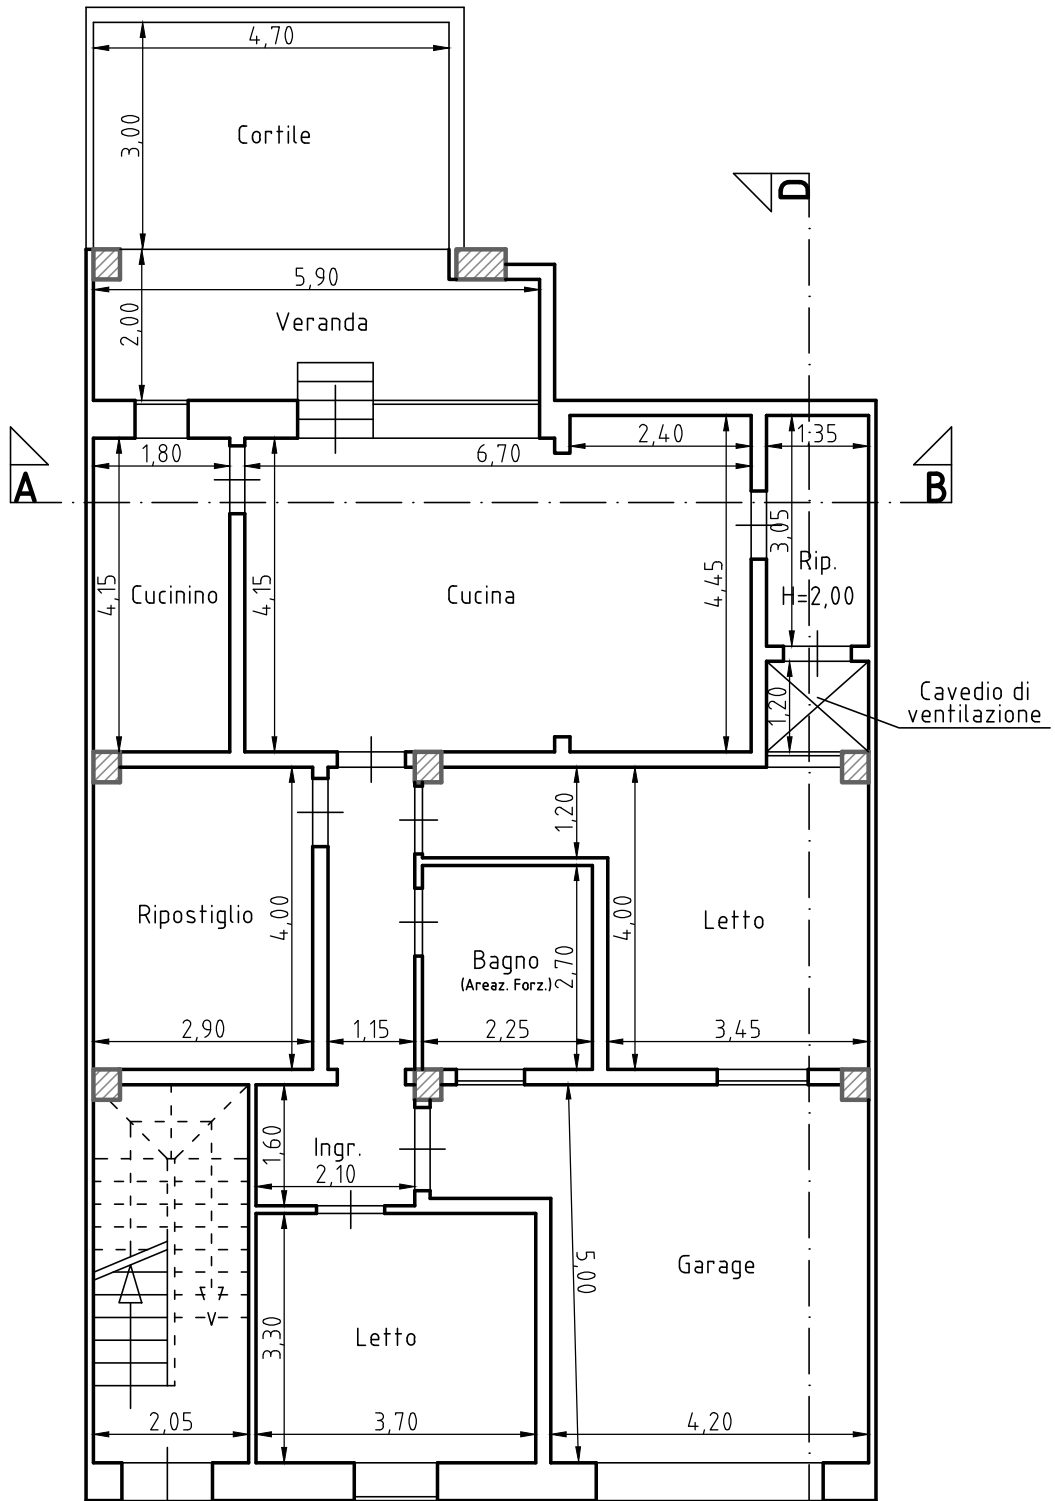 4,70
3,00
Cortile
D
5,90
2,00
Veranda
2,40
1,35
1,80
6,70
A
B
3,05
4,15
Cucinino
4,15
Cucina
4,45
Rip.
H=2,00
1,20
Cavedio di
ventilazione
1,20
Ripostiglio
4,00
4,00
Letto
Bagno
(Areaz. Forz.)
2,70
2,90
1,15
2,25
3,45
1,60
Ingr.
2,10
5,00
Garage
3,30
Letto
2,05
3,70
4,20